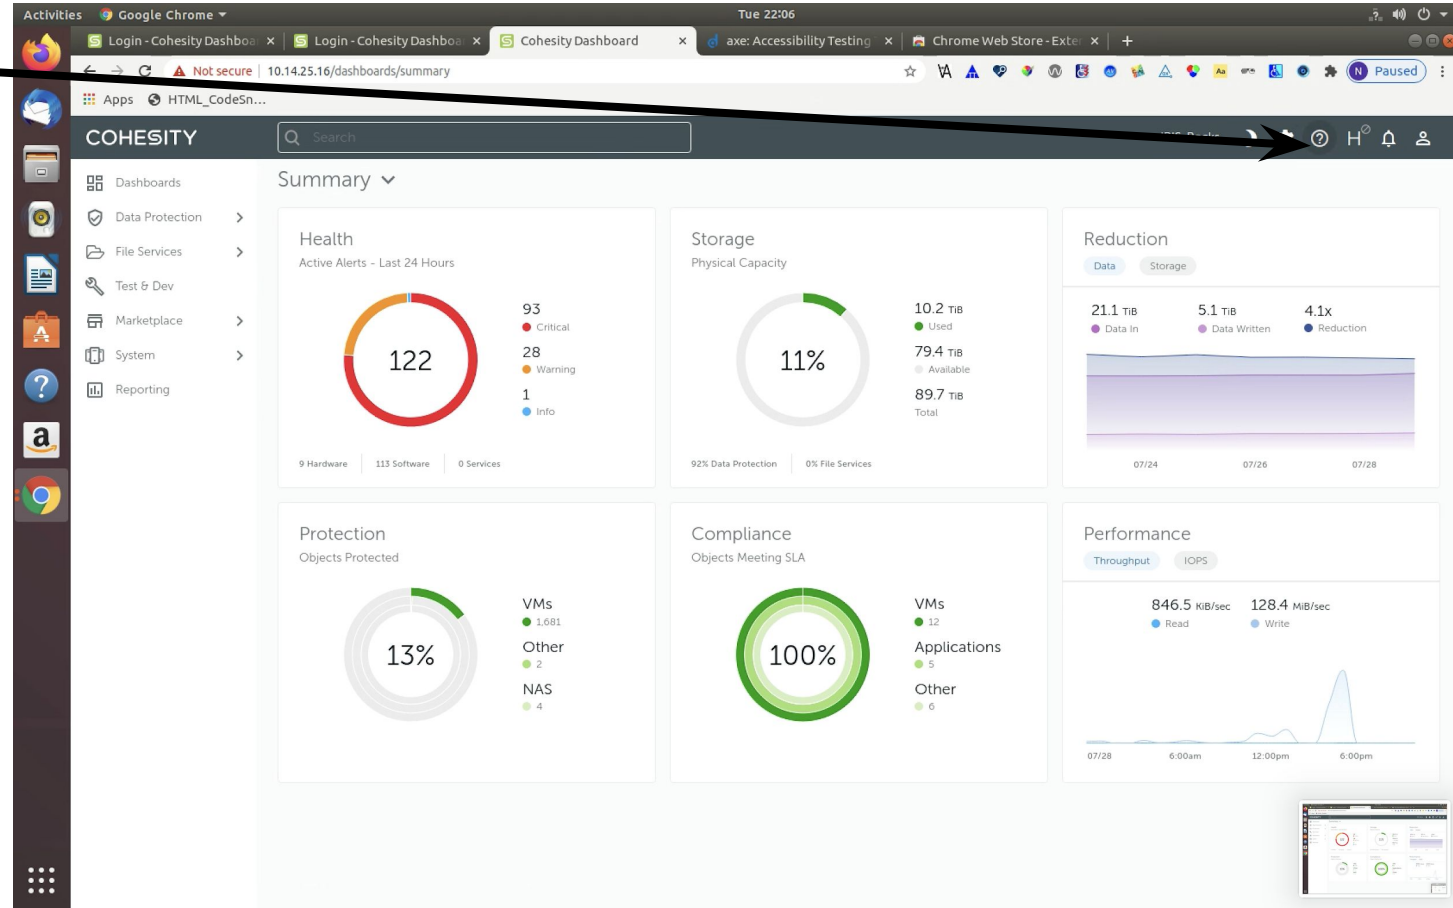 Activities Google Chrome Tue 22:06
Login - Cohesity Dashboa Login - Cohesity Dashboa Cohesity Dashboard axe: Accessibility Testing Chrome Web Store - Exter
Not secure 10.14.25.16/dashboards/summary Paused
Apps HTML_CodeSn...
COHESITY Search
Summary
Dashboards
Data Protection
File Services
Test & Dev
Marketplace
System
Reporting
Health
Active Alerts - Last 24 Hours
122
93
Critical
28
Warning
1
Info
9 Hardware 113 Software 0 Services
Storage
Physical Capacity
11%
10.2 TiB
Used
79.4 TiB
Available
89.7 TiB
Total
92% Data Protection 0% File Services
Reduction
Data Storage
21.1 TiB 5.1 TiB 4.1x
Data In Data Written Reduction
07/24 07/26 07/28
Protection
Objects Protected
13%
VMs
1,681
Other
2
NAS
4
Compliance
Objects Meeting SLA
100%
VMs
12
Applications
5
Other
6
Performance
Throughput IOPS
846.5 KiB/sec 128.4 MiB/sec
Read Write
07/28 6:00am 12:00pm 6:00pm